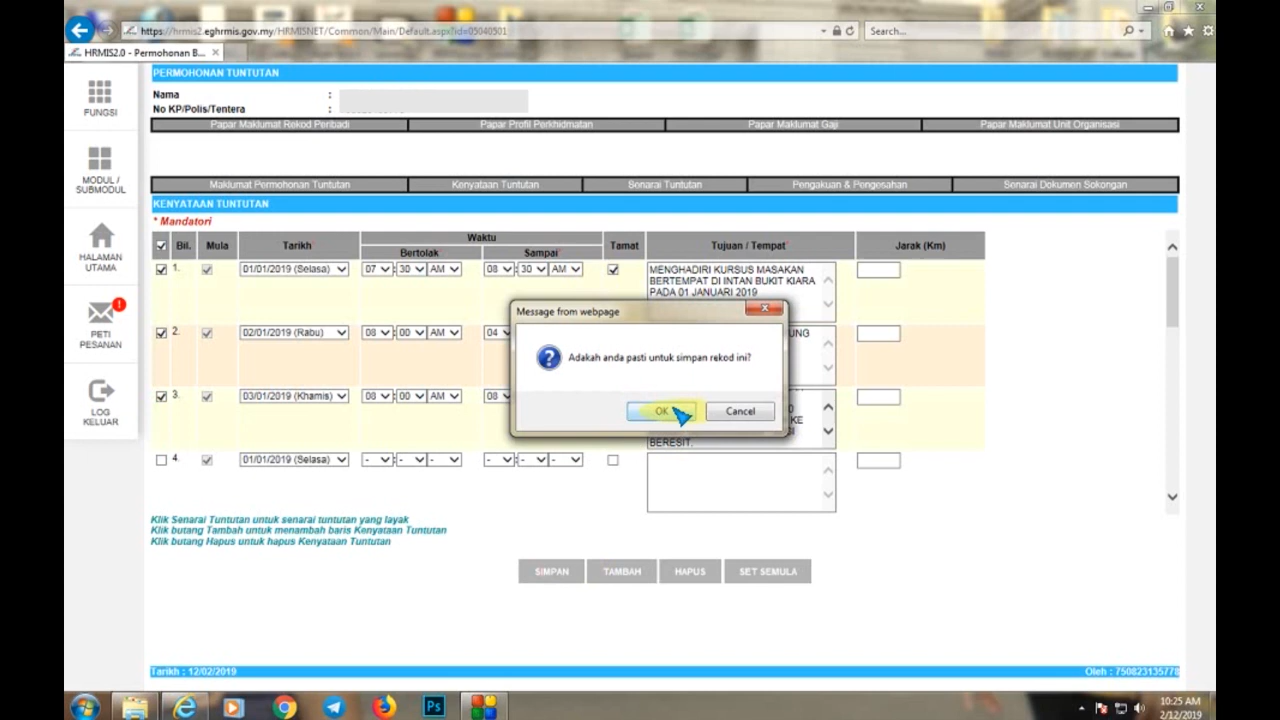 https://hrmis2.eghrmis.gov.my/HRMISNET/Common/Main/Default.aspx?id=05040501
Search...
HRMIS2.0 - Permohonan B...
FUNGSI
MODUL / SUBMODUL
HALAMAN UTAMA
1
PETI PESANAN
LOG KELUAR
PERMOHONAN TUNTUTAN
Nama :
No KP/Polis/Tentera :
Papar Maklumat Rekod Peribadi Papar Profil Perkhidmatan Papar Maklumat Gaji Papar Maklumat Unit Organisasi
Maklumat Permohonan Tuntutan Kenyataan Tuntutan Senarai Tuntutan Pengakuan & Pengesahan Senarai Dokumen Sokongan
KENYATAAN TUNTUTAN
* Mandatori
Bil. Mula Tarikh* Waktu Tamat Tujuan / Tempat* Jarak (Km)
Bertolak* Sampai*
1. 01/01/2019 (Selasa) 07 : 30 AM 08 : 30 AM
MENGHADIRI KURSUS MASAKAN
BERTEMPAT DI INTAN BUKIT KIARA
PADA 01 JANUARI 2019
2. 02/01/2019 (Rabu) 08 : 00 AM 04
UNG
3. 03/01/2019 (Khamis) 08 : 00 AM 08
KE
BERESIT.
4. 01/01/2019 (Selasa) - : - - - : - -
Message from webpage
Adakah anda pasti untuk simpan rekod ini?
OK Cancel
Klik Senarai Tuntutan untuk senarai tuntutan yang layak
Klik butang Tambah untuk menambah baris Kenyataan Tuntutan
Klik butang Hapus untuk hapus Kenyataan Tuntutan
SIMPAN TAMBAH HAPUS SET SEMULA
Tarikh : 12/02/2019 Oleh : 750823135778
Ps
10:25 AM
2/12/2019